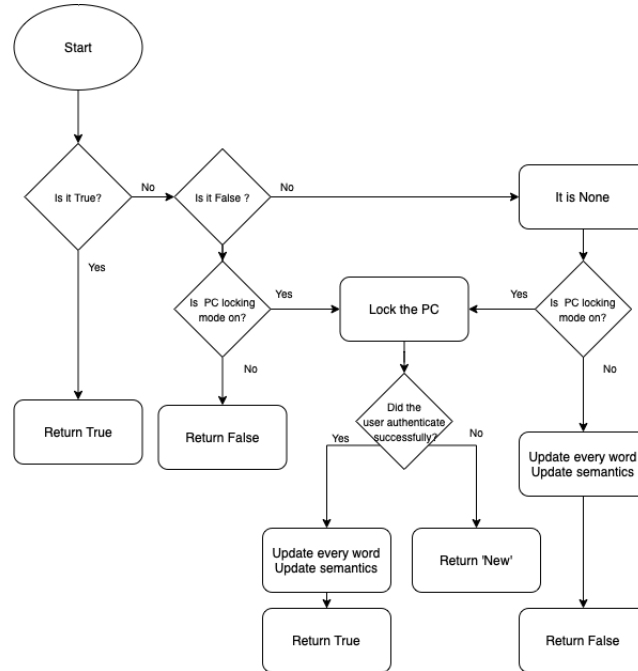 Start
Is it True?
No
Is it False ?
No
It is None
Yes
Is PC locking
mode on?
Yes
Lock the PC
Yes
Is PC locking
mode on?
No
No
Return True
Return False
Did the
user authenticate
successfully?
Yes
No
Update every word
Update semantics
Update every word
Update semantics
Return 'New'
Return True
Return False